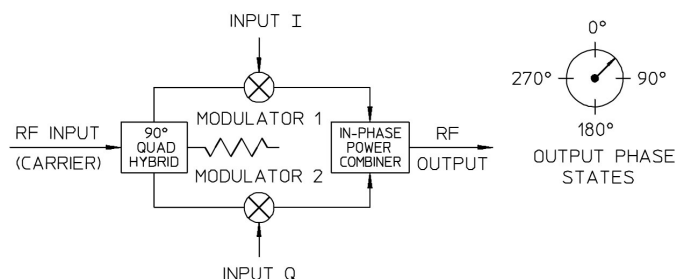 INPUT I
MODULATOR 1
RF INPUT
(CARRIER)
90°
QUAD
HYBRID
MODULATOR 2
IN-PHASE
POWER
COMBINER
RF
OUTPUT
INPUT Q
0°
270°
90°
180°
OUTPUT PHASE
STATES